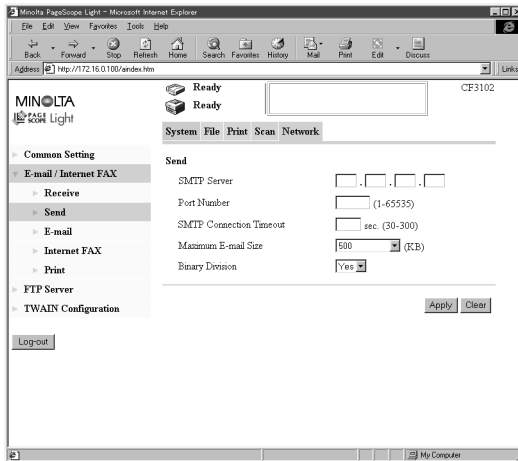 Minolta PageScope Light - Microsoft Internet Explorer
File Edit View Favorites Tools Help
Back Forward Stop Refresh Home Search Favorites History Mail Print Edit Discuss
Address http://172.16.0.100/aindex.htm Links
MINOLTA
PAGE SCOPE Light
Ready
Ready
CF3102
System File Print Scan Network
Common Setting
E-mail / Internet FAX
Receive
Send
E-mail
Internet FAX
Print
FTP Server
TWAIN Configuration
Log-out
Send
SMTP Server . . .
Port Number (1-65535)
SMTP Connection Timeout sec. (30-300)
Maximum E-mail Size 500 (KB)
Binary Division Yes
Apply Clear
My Computer